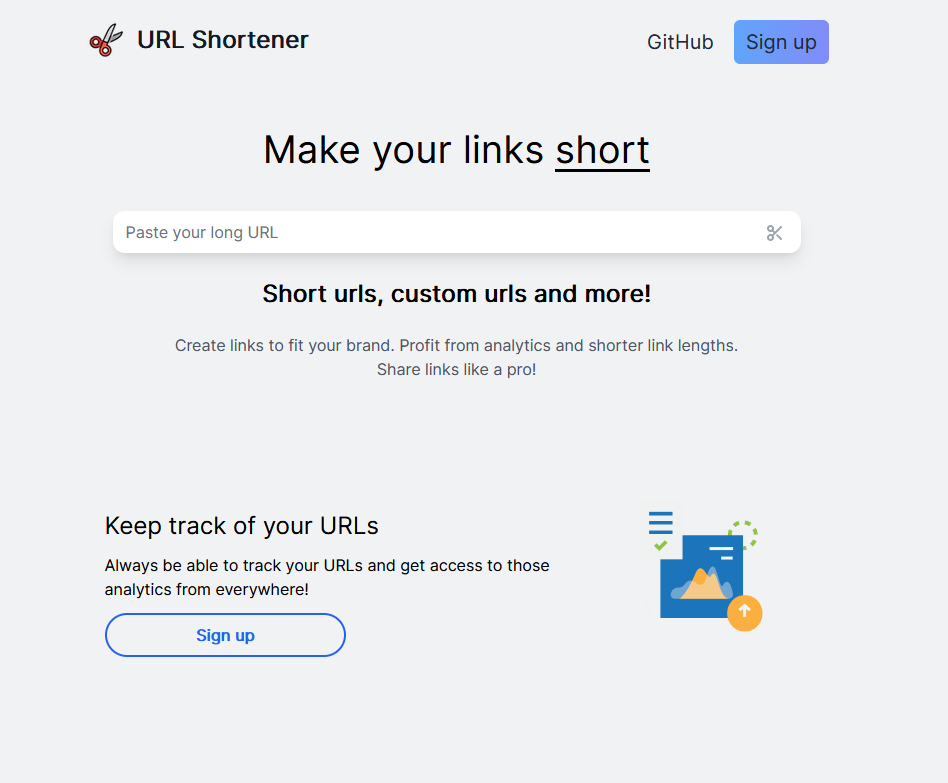 URL Shortener
GitHub
Sign up
Make your links short
Paste your long URL
Short urls, custom urls and more!
Create links to fit your brand. Profit from analytics and shorter link lengths.
Share links like a pro!
Keep track of your URLs
Always be able to track your URLs and get access to those
analytics from everywhere!
Sign up